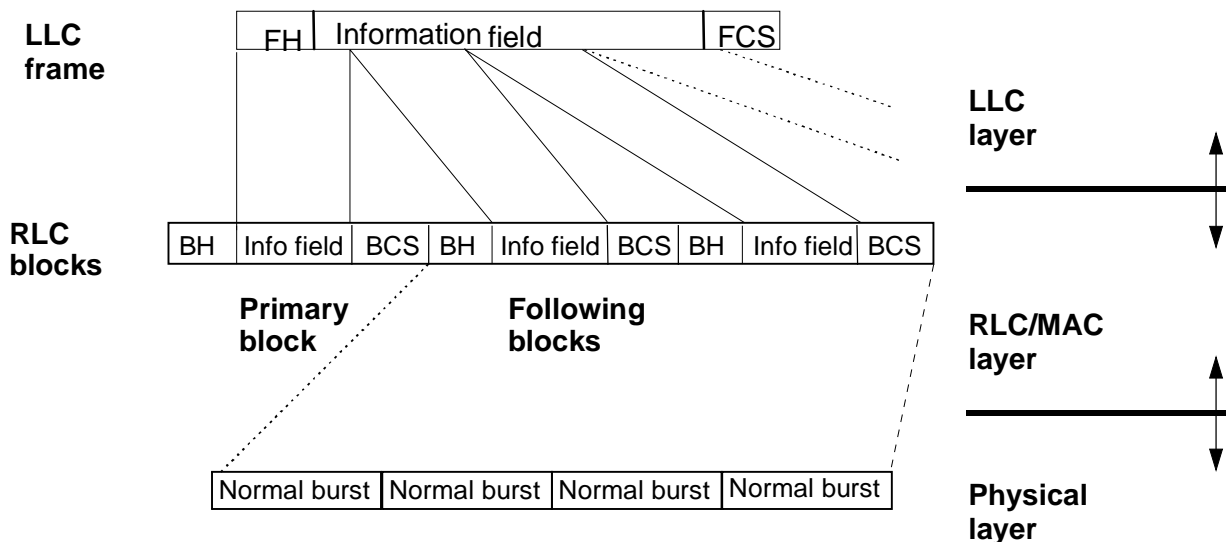 LLC
frame
FH Information field FCS
LLC
layer
RLC
blocks
BH Info field BCS BH Info field BCS BH Info field BCS
Primary
block
Following
blocks
RLC/MAC
layer
Normal burst Normal burst Normal burst Normal burst
Physical
layer